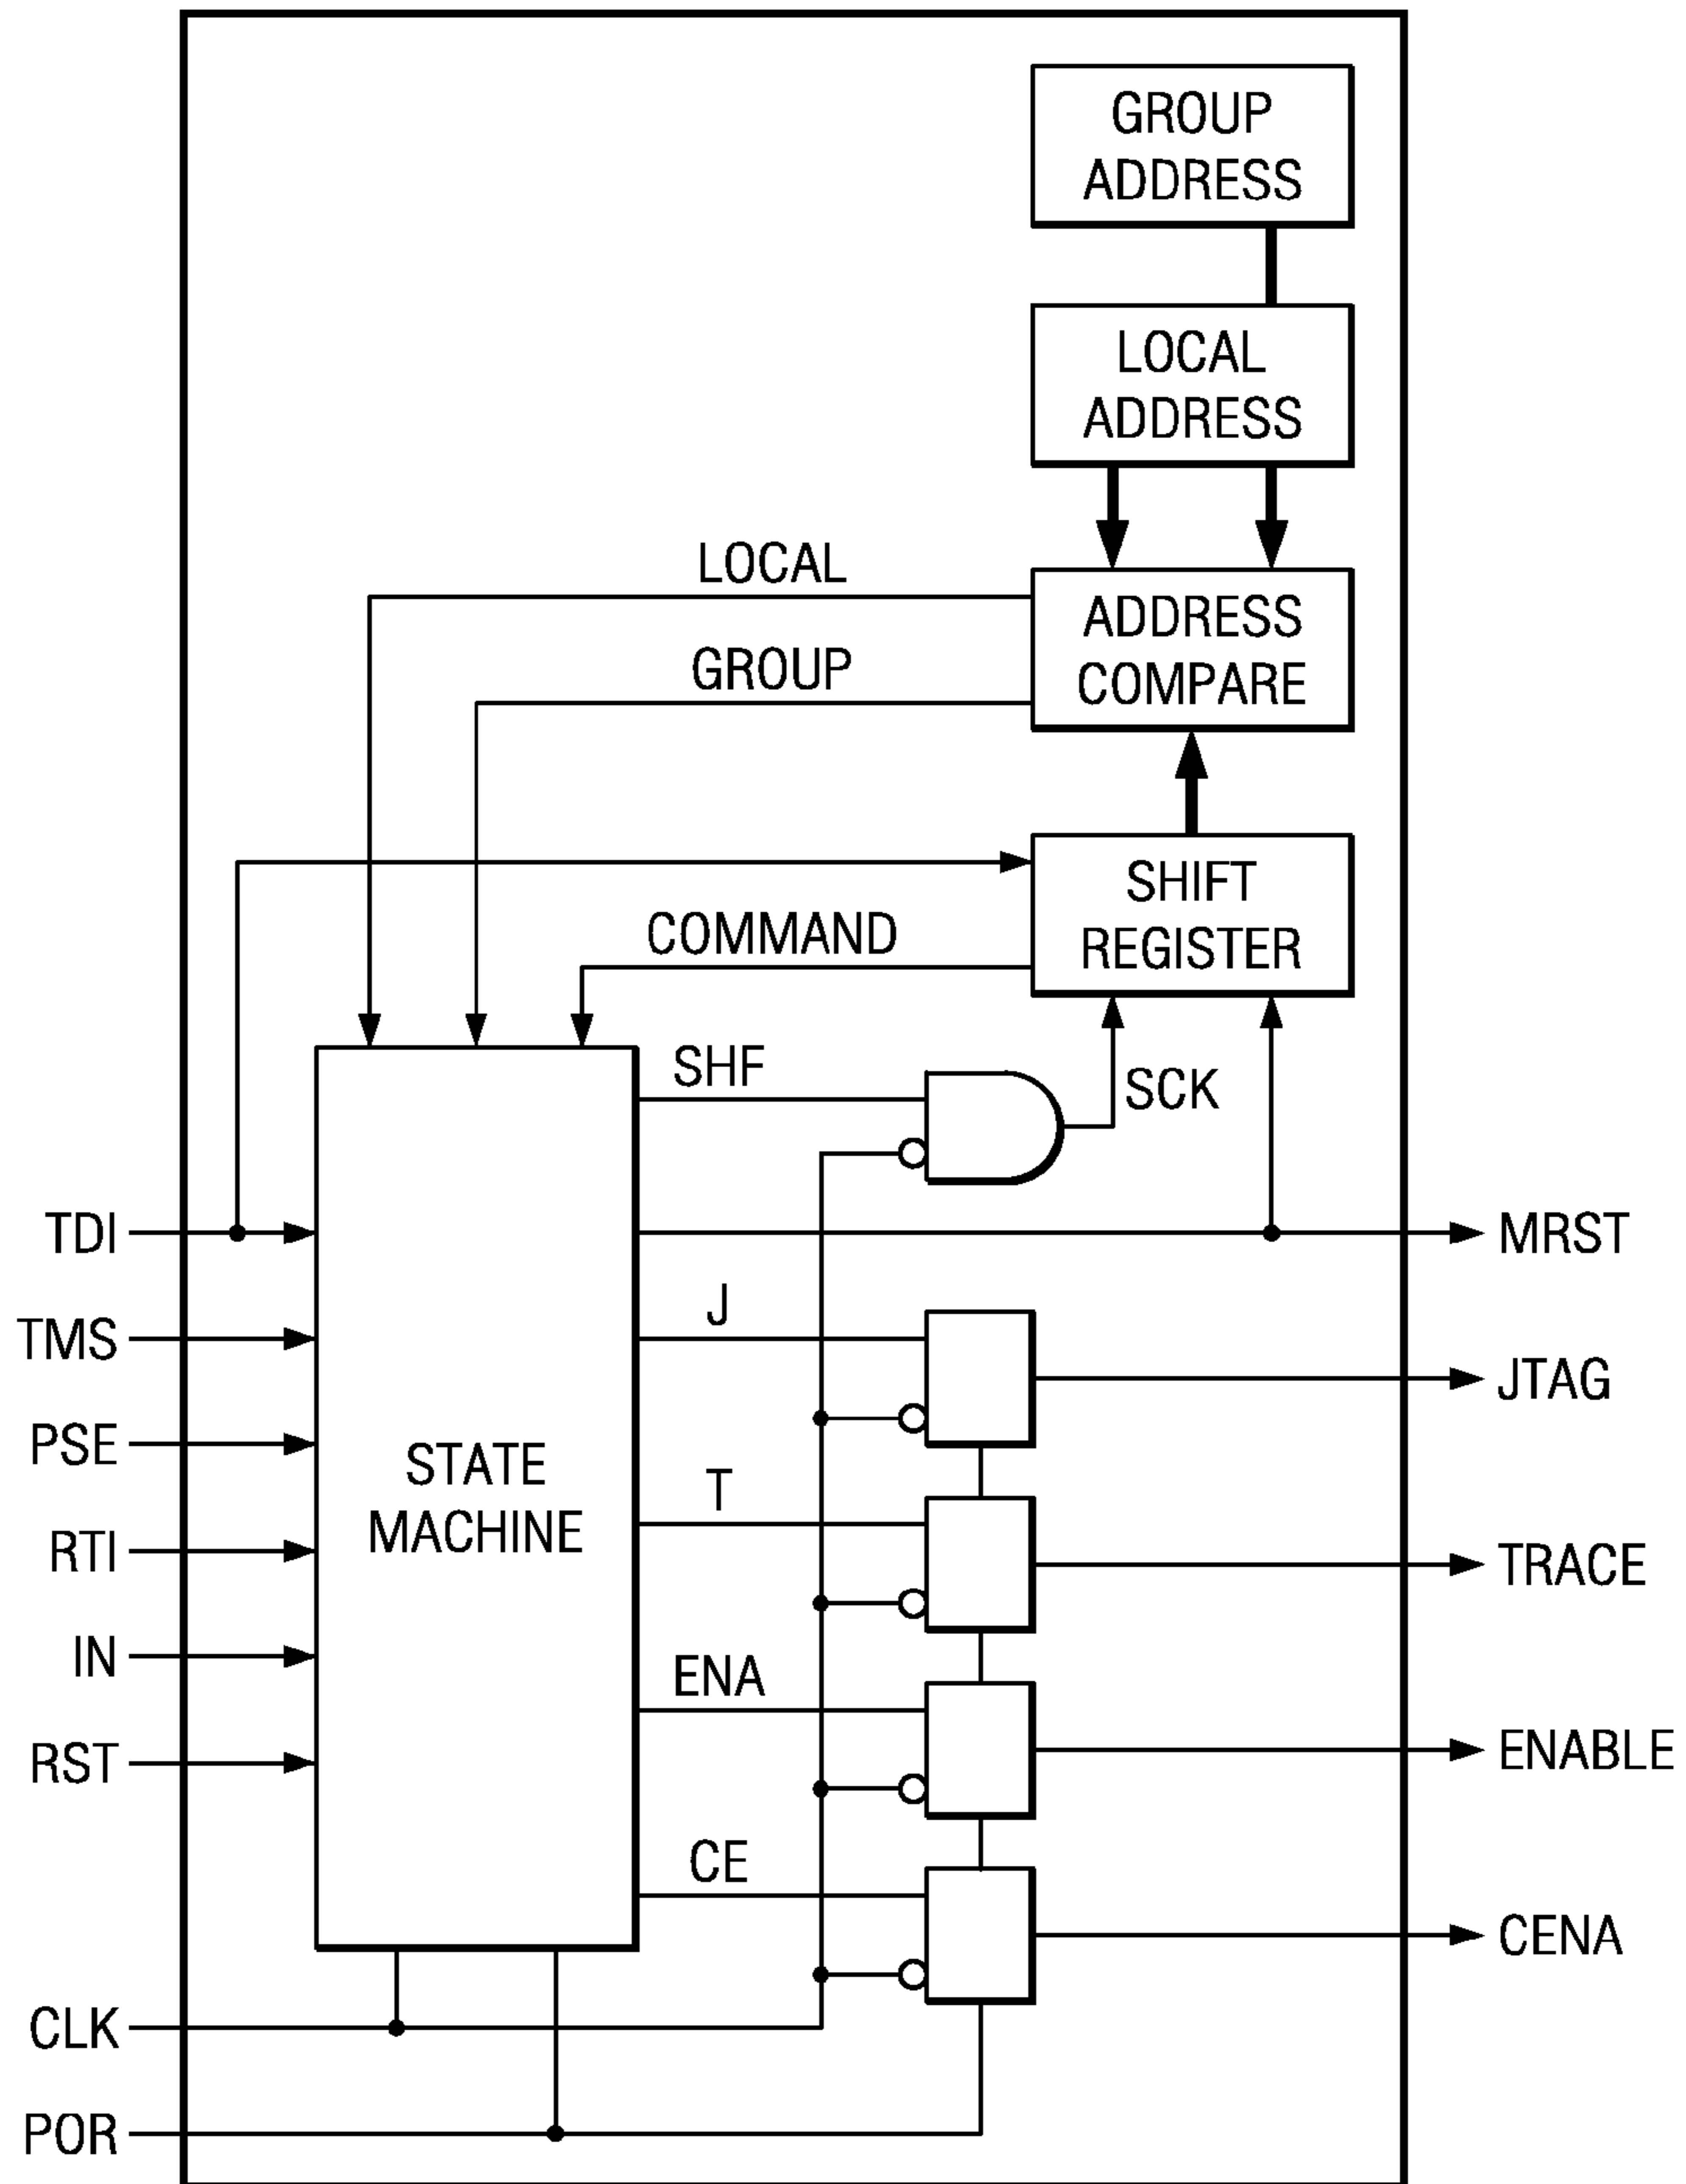 GROUP
ADDRESS
LOCAL
ADDRESS
LOCAL
ADDRESS
COMPARE
GROUP
SHIFT
REGISTER
COMMAND
SHF
SCK
TDI
MRST
J
TMS
JTAG
PSE
STATE
MACHINE
T
RTI
TRACE
IN
ENA
RST
ENABLE
CE
CENA
CLK
POR